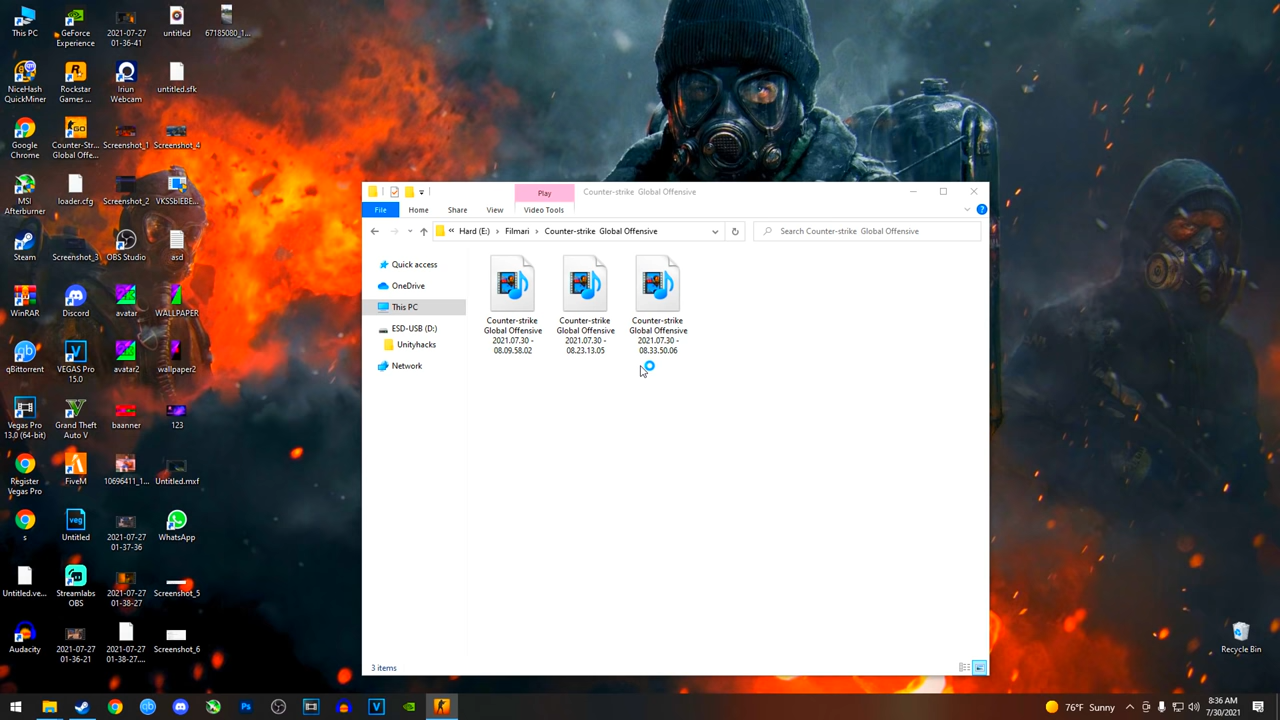 This PC
GeForce
Experience
2021-07-27
01-36-41
untitled
67185080_1...
NiceHash
QuickMiner
Rockstar
Games ...
Iriun
Webcam
untitled.sfk
Google
Chrome
Counter-Str...
Global Offe...
Screenshot_1
Screenshot_4
MSI
Afterburner
loader.cfg
Screenshot_2
VKSSbIEBE...
Steam
Screenshot_3
OBS Studio
asd
WinRAR
Discord
avatar
WALLPAPER
qBittorrent
VEGAS Pro
15.0
avatar2
wallpaper2
Vegas Pro
13.0 (64-bit)
Grand Theft
Auto V
baanner
123
Register
Vegas Pro
FiveM
10696411_1...
Untitled.mxf
s
Untitled
2021-07-27
01-37-36
WhatsApp
Untitled.ve...
Streamlabs
OBS
2021-07-27
01-38-27
Screenshot_5
Audacity
2021-07-27
01-36-21
2021-07-27
01-38-27....
Screenshot_6
Play
Counter-strike Global Offensive
File
Home
Share
View
Video Tools
Hard (E:)
Filmari
Counter-strike Global Offensive
Search Counter-strike Global Offensive
Quick access
OneDrive
This PC
ESD-USB (D:)
Unityhacks
Network
Counter-strike
Global Offensive
2021.07.30 -
08.09.58.02
Counter-strike
Global Offensive
2021.07.30 -
08.23.13.05
Counter-strike
Global Offensive
2021.07.30 -
08.33.50.06
3 items
Recycle Bin
76°F Sunny
8:36 AM
7/30/2021